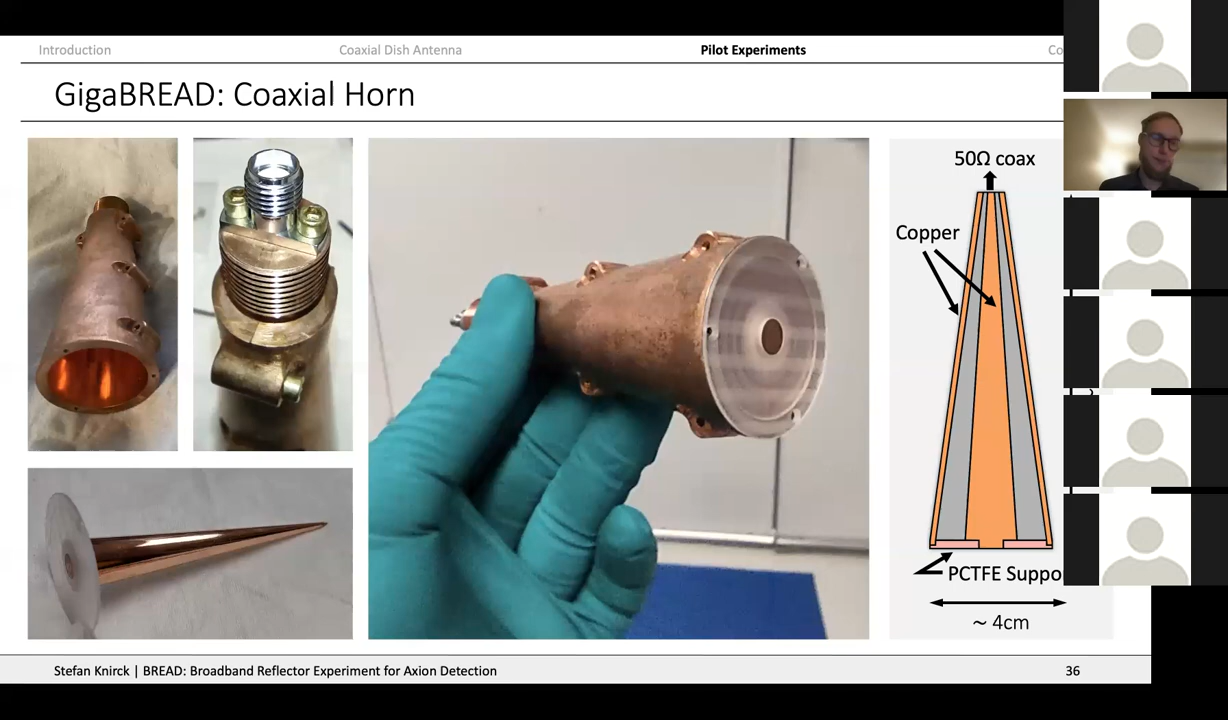 Introduction
Coaxial Dish Antenna
Pilot Experiments
Co
GigaBREAD: Coaxial Horn
50Ω coax
Copper
PCTFE Suppo
~ 4cm
Stefan Knirck | BREAD: Broadband Reflector Experiment for Axion Detection
36